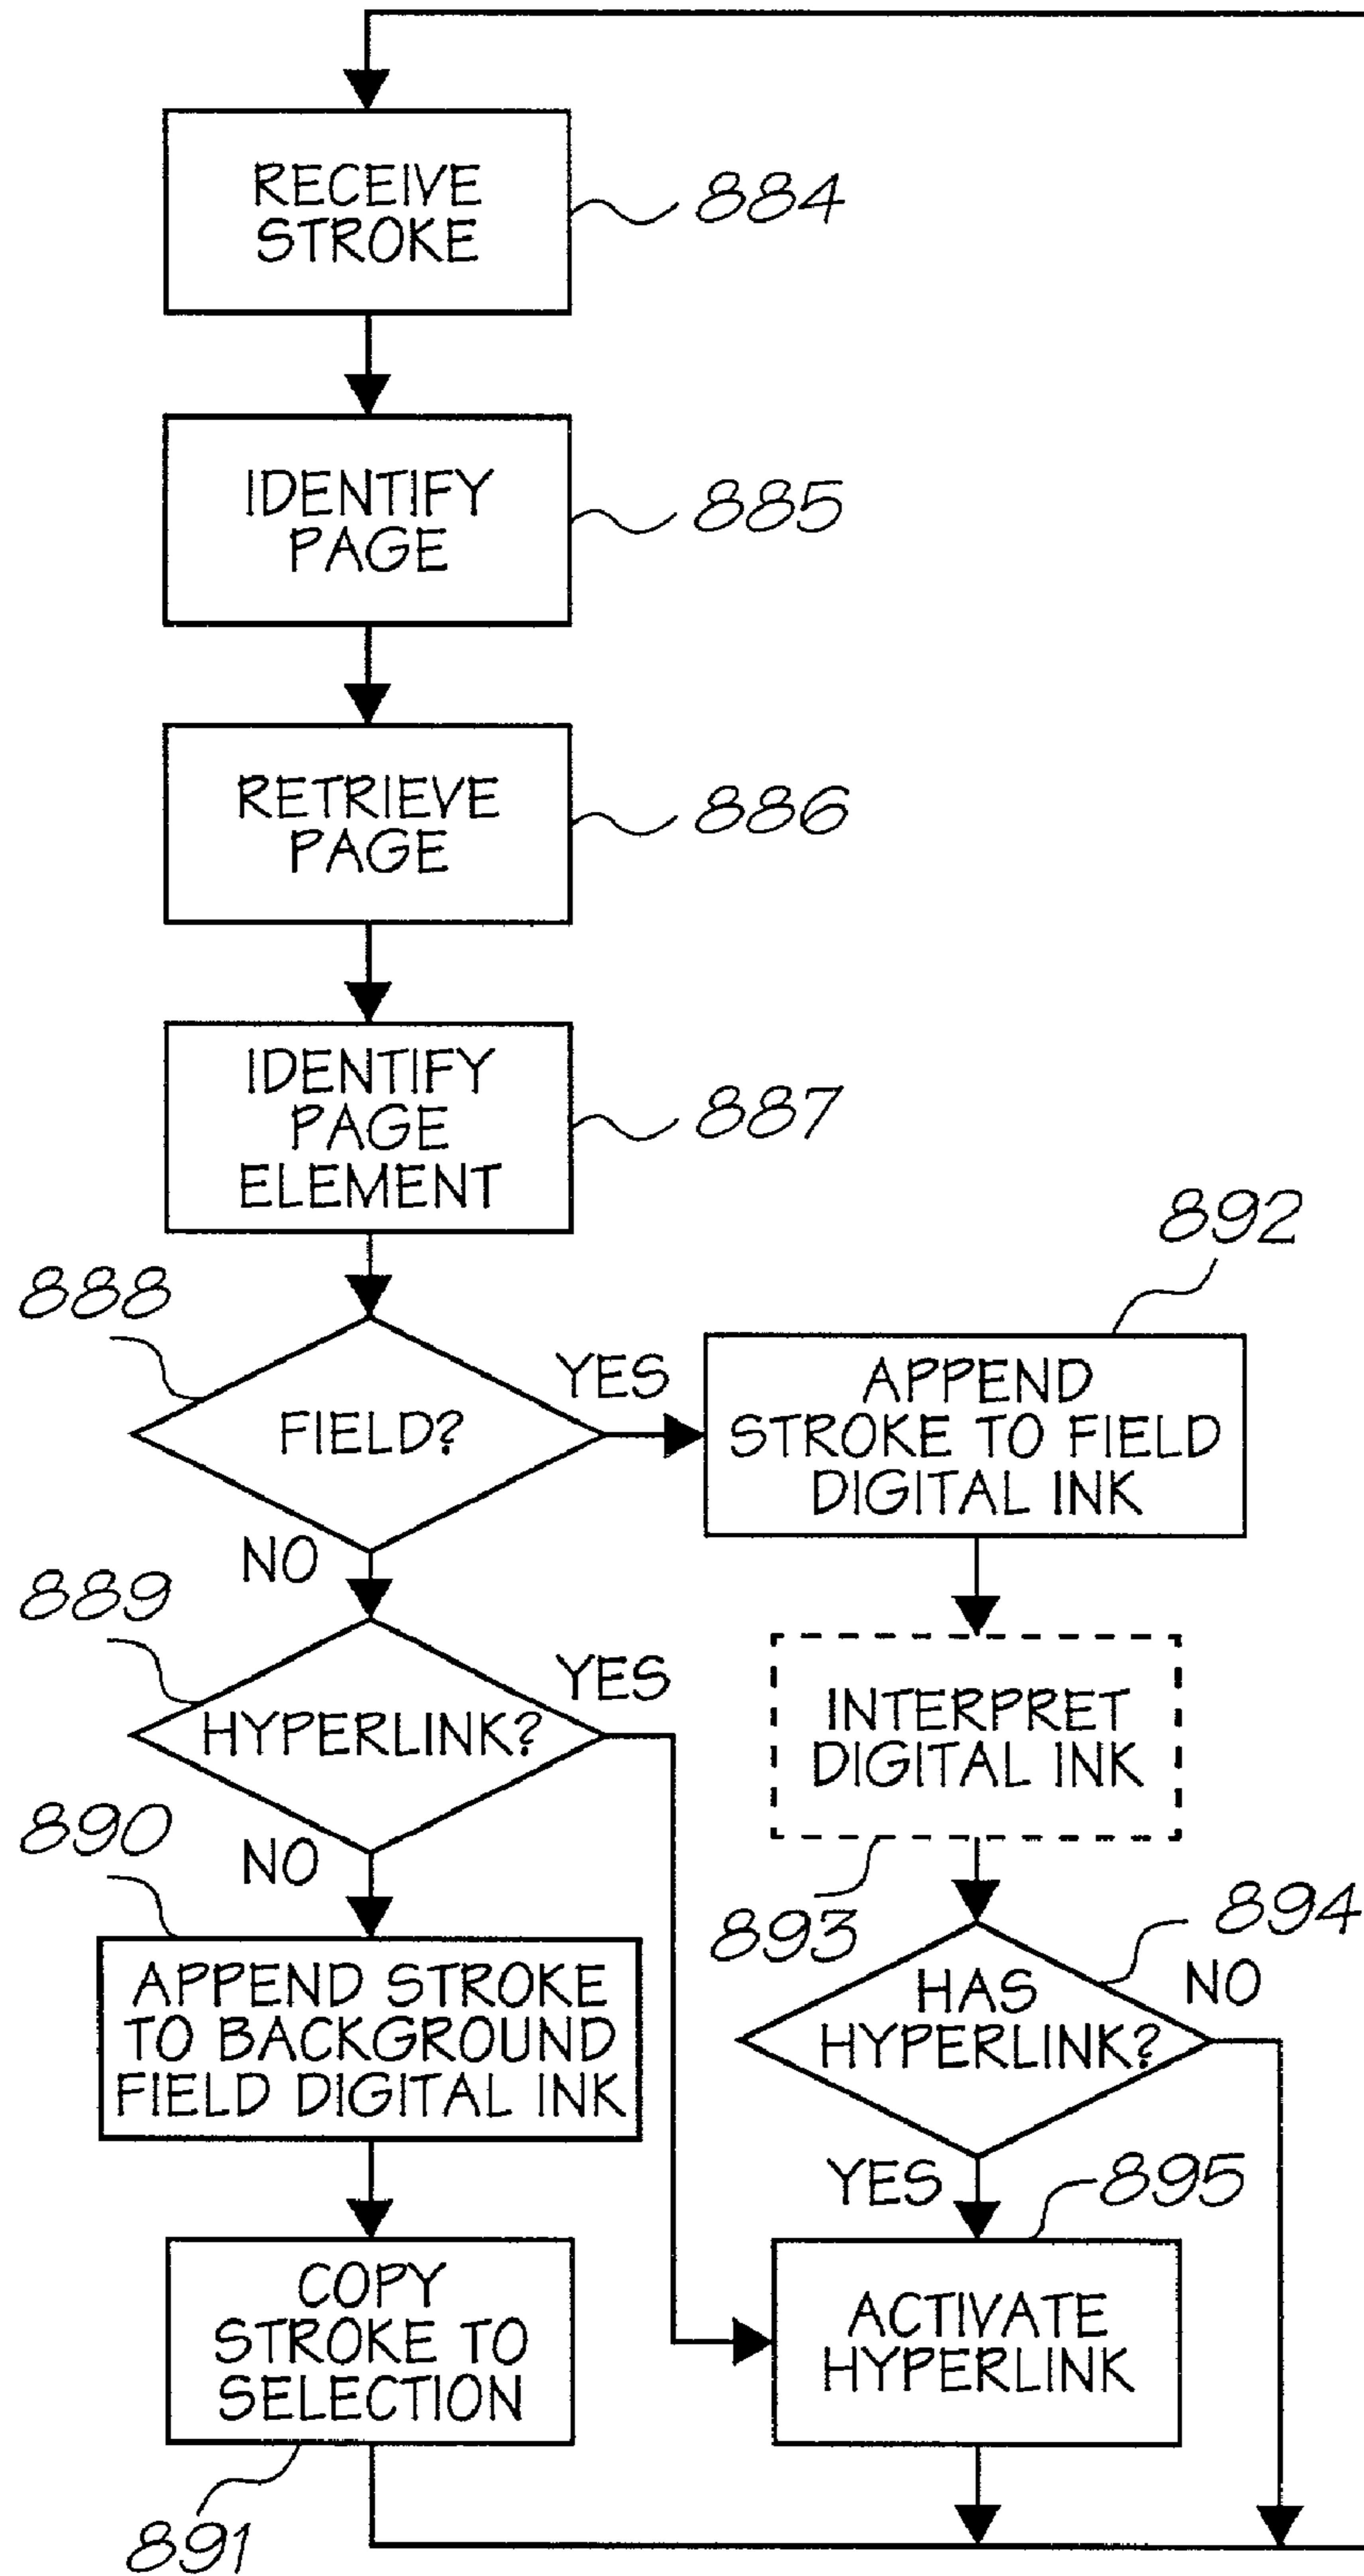 RECEIVE
STROKE
884
IDENTIFY
PAGE
885
RETRIEVE
PAGE
886
IDENTIFY
PAGE
ELEMENT
887
888
FIELD?
YES
NO
892
APPEND
STROKE TO FIELD
DIGITAL INK
889
HYPERLINK?
YES
NO
INTERPRET
DIGITAL INK
893
890
APPEND STROKE
TO BACKGROUND
FIELD DIGITAL INK
894
HAS
HYPERLINK?
NO
YES
895
COPY
STROKE TO
SELECTION
891
ACTIVATE
HYPERLINK